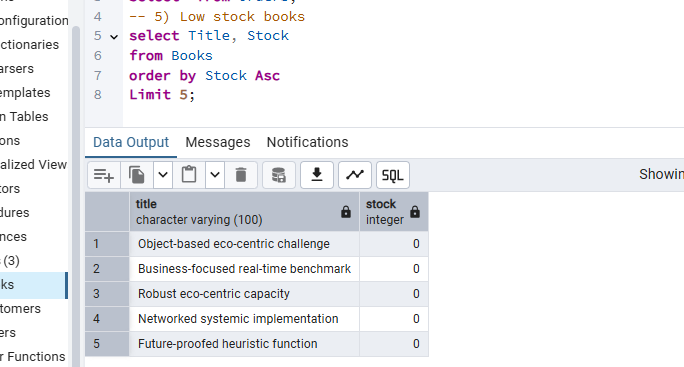 onfiguration
ctionaries
arsers
emplates
n Tables
ons
alized View
tors
dures
nces
(3)
ks
tomers
ers
r Functions
4 -- 5) Low stock books
5 select Title, Stock
6 from Books
7 order by Stock Asc
8 Limit 5;
Data Output Messages Notifications
SQL Showin
title stock
character varying (100) integer
1 Object-based eco-centric challenge 0
2 Business-focused real-time benchmark 0
3 Robust eco-centric capacity 0
4 Networked systemic implementation 0
5 Future-proofed heuristic function 0